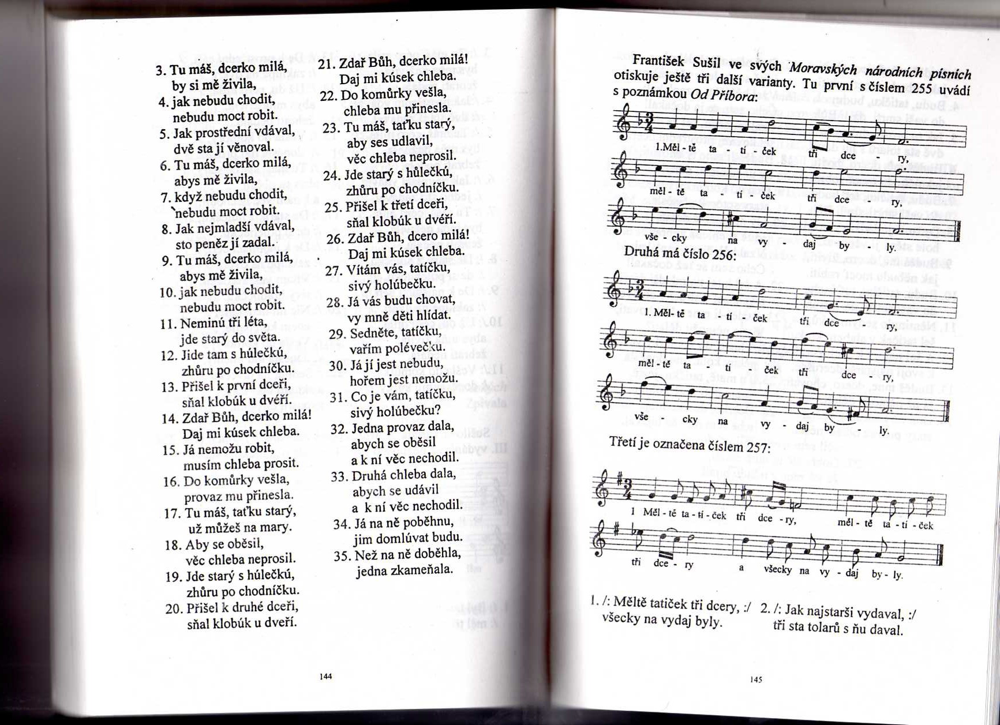 3. Tu máš, dcerko milá,
by si mě živila,
4. jak nebudu chodit,
nebudu moct robit.
5. Jak prostřední vdával,
dvě sta jí věnoval.
6. Tu máš, dcerko milá,
abys mě živila,
7. když nebudu chodit,
nebudu moct robit.
8. Jak nejmladší vdával,
sto peněz jí zadal.
9. Tu máš, dcerko milá,
abys mě živila,
10. jak nebudu chodit,
nebudu moct robit.
11. Neminú tři léta,
jde starý do světa.
12. Jide tam s húlečkú,
zhůru po chodníčku.
13. Přišel k první dceři,
sňal klobúk u dvéří.
14. Zdař Bůh, dcerko milá!
Daj mi kúsek chleba.
15. Já nemožu robit,
musím chleba prosit.
16. Do komůrky vešla,
provaz mu přinesla.
17. Tu máš, taťku starý,
už můžeš na mary.
18. Aby se oběsil,
věc chleba neprosil.
19. Jde starý s húlečkú,
zhůru po chodníčku.
20. Přišel k druhé dceři,
sňal klobúk u dveří.
21. Zdař Bůh, dcerko milá!
Daj mi kúsek chleba.
22. Do komůrky vešla,
chleba mu přinesla.
23. Tu máš, taťku starý,
aby ses udlavil,
věc chleba neprosil.
24. Jde starý s hůlečkú,
zhůru po chodníčku.
25. Přišel k třetí dceři,
sňal klobúk u dvéří.
26. Zdař Bůh, dcero milá!
Daj mi kúsek chleba.
27. Vítám vás, tatíčku,
sivý holúbečku.
28. Já vás budu chovat,
vy mně děti hlídat.
29. Sedněte, tatíčku,
vařím polévečku.
30. Já jí jest nebudu,
hořem jest nemožu.
31. Co je vám, tatíčku,
sivý holúbečku?
32. Jedna provaz dala,
abych se oběsil
a k ní věc nechodil.
33. Druhá chleba dala,
abych se udávil
a k ní věc nechodil.
34. Já na ně poběhnu,
jim domlúvat budu.
35. Než na ně doběhla,
jedna zkameňala.
144
František Sušil ve svých Moravských národních písnich
otiskuje ještě tři další varianty. Tu první s číslem 255 uvádí
s poznámkou Od Příbora:
3/4
1.Měl-tě ta - tí - ček tři dce - ry,
měl - tě ta - tí - ček tři dce - ry,
vše - cky na vy - daj by - ly.
Druhá má číslo 256:
3/4
1. Měl-tě ta - tí - ček tři dce - ry,
měl - tě ta - tí - ček tři dce - ry,
vše - cky na vy - daj by - ly.
Třetí je označena číslem 257:
3/4
1 Měl - tě ta - tí - ček tři dce - ry, měl - tě ta - tí - ček
tři dce - ry a všecky na vy - daj by - ly.
1. /: Měltě tatiček tři dcery, :/
všecky na vydaj byly.
2. /: Jak najstarši vydaval, :/
tři sta tolarů s ňu daval.
145